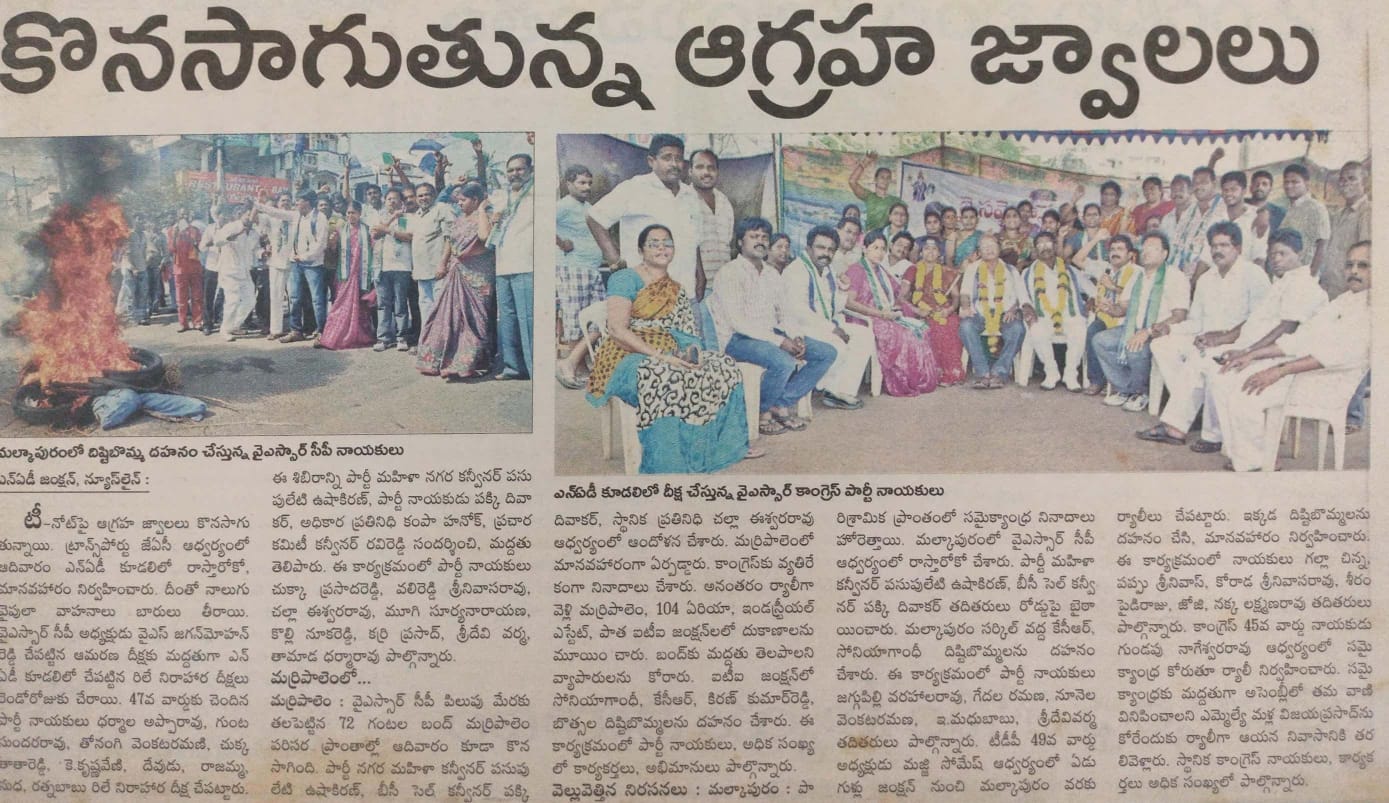 కొనసాగుతున్న ఆగ్రహ జ్వాలలు
RESTAURANT
మల్కాపురంలో దిష్టిబొమ్మ దహనం చేస్తున్న వైఎస్సార్ సీపీ నాయకులు
ఎన్ఏడీ జంక్షన్, న్యూస్‌లైన్ :
టీ-నోట్‌పై ఆగ్రహ జ్వాలలు కొనసాగు
తున్నాయి. ట్రాన్స్‌పోర్టు జేఏసీ ఆధ్వర్యంలో
ఆదివారం ఎన్ఏడీ కూడలిలో రాస్తారోకో,
మానవహారం నిర్వహించారు. దీంతో నాలుగు
వైపులా వాహనాలు బారులు తీరాయి.
వైఎస్సార్ సీపీ అధ్యక్షుడు వైఎస్ జగన్‌మోహన్
రెడ్డి చేపట్టిన ఆమరణ దీక్షకు మద్దతుగా ఎన్
ఏడీ కూడలిలో చేపట్టిన రిలే నిరాహార దీక్షలు
రెండోరోజుకు చేరాయి. 47వ వార్డుకు చెందిన
పార్టీ నాయకులు ధర్మాల అప్పారావు, గుంట
సుందరరావు, తోనంగి వెంకటరమణి, చుక్క
తాతారెడ్డి, కె.కృష్ణవేణి, దేవుడు, రాజమ్మ,
సుధ, రత్నబాబు రిలే నిరాహార దీక్ష చేపట్టారు.
ఈ శిబిరాన్ని పార్టీ మహిళా నగర కన్వీనర్ పసు
పులేటి ఉషాకిరణ్, పార్టీ నాయకుడు పక్కి దివా
కర్, అధికార ప్రతినిధి కంపా హనోక్, ప్రచార
కమిటీ కన్వీనర్ రవిరెడ్డి సందర్శించి, మద్దతు
తెలిపారు. ఈ కార్యక్రమంలో పార్టీ నాయకులు
చుక్కా ప్రసాదరెడ్డి, వలిరెడ్డి శ్రీనివాసరావు,
చల్లా ఈశ్వరరావు, మూగి సూర్యనారాయణ,
కొల్లి నూకరెడ్డి, కర్రి ప్రసాద్, శ్రీదేవి వర్మ,
తామాడ ధర్మారావు పాల్గొన్నారు.
మర్రిపాలెంలో...
మర్రిపాలెం : వైఎస్సార్ సీపీ పిలుపు మేరకు
తలపెట్టిన 72 గంటల బంద్ మర్రిపాలెం
పరిసర ప్రాంతాల్లో ఆదివారం కూడా కొన
సాగింది. పార్టీ నగర మహిళా కన్వీనర్ పసుపు
లేటి ఉషాకిరణ్, బీసీ సెల్ కన్వీనర్ పక్కి
ఎన్ఏడీ కూడలిలో దీక్ష చేస్తున్న వైఎస్సార్ కాంగ్రెస్ పార్టీ నాయకులు
దివాకర్, స్థానిక ప్రతినిధి చల్లా ఈశ్వరరావు
ఆధ్వర్యంలో ఆందోళన చేశారు. మర్రిపాలెంలో
మానవహారంగా ఏర్పడ్డారు. కాంగ్రెస్‌కు వ్యతిరే
కంగా నినాదాలు చేశారు. అనంతరం ర్యాలీగా
వెళ్లి మర్రిపాలెం, 104 ఏరియా, ఇండస్ట్రియల్
ఎస్టేట్, పాత ఐటీఐ జంక్షన్‌లలో దుకాణాలను
మూయిం చారు. బంద్‌కు మద్దతు తెలపాలని
వ్యాపారులను కోరారు. ఐటీఐ జంక్షన్‌లో
సోనియాగాంధీ, కేసీఆర్, కిరణ్ కుమార్‌రెడ్డి,
బొత్సల దిష్టిబొమ్మలను దహనం చేశారు. ఈ
కార్యక్రమంలో పార్టీ నాయకులు, అధిక సంఖ్య
లో కార్యకర్తలు, అభిమానులు పాల్గొన్నారు.
వెల్లువెత్తిన నిరసనలు : మల్కాపురం : పా
రిశ్రామిక ప్రాంతంలో సమైక్యాంధ్ర నినాదాలు
హోరెత్తాయి. మల్కాపురంలో వైఎస్సార్ సీపీ
ఆధ్వర్యంలో రాస్తారోకో చేశారు. పార్టీ మహిళా
కన్వీనర్ పసుపులేటి ఉషాకిరణ్, బీసీ సెల్ కన్వీ
నర్ పక్కి దివాకర్ తదితరులు రోడ్డుపై బైఠా
యించారు. మల్కాపురం సర్కిల్ వద్ద కేసీఆర్,
సోనియాగాంధీ దిష్టిబొమ్మలను దహనం
చేశారు. ఈ కార్యక్రమంలో పార్టీ నాయకులు
జగ్గుపిల్లి వరహాలరావు, గేదల రమణ, నూనెల
వెంకటరమణ, ఇ.మధుబాబు, శ్రీదేవివర్మ
తదితరులు పాల్గొన్నారు. టీడీపీ 49వ వార్డు
అధ్యక్షుడు మజ్జి సోమేష్ ఆధ్వర్యంలో ఏడు
గుళ్లు జంక్షన్ నుంచి మల్కాపురం వరకు
ర్యాలీలు చేపట్టారు. ఇక్కడ దిష్టిబొమ్మలను
దహనం చేసి, మానవహారం నిర్వహించారు.
ఈ కార్యక్రమంలో నాయకులు గల్లా చిన్న,
పప్పు శ్రీనివాస్, కోరాడ శ్రీనివాసరావు, శీరం
పైడిరాజు, జోజి, నక్క లక్ష్మణరావు తదితరులు
పాల్గొన్నారు. కాంగ్రెస్ 45వ వార్డు నాయకుడు
గుండపు నాగేశ్వరరావు ఆధ్వర్యంలో సమై
క్యాంధ్ర కోరుతూ ర్యాలీ నిర్వహించారు. సమై
క్యాంధ్రకు మద్దతుగా అసెంబ్లీలో తమ వాణి
వినిపించాలని ఎమ్మెల్యే మళ్ల విజయప్రసాద్‌ను
కోరేందుకు ర్యాలీగా ఆయన నివాసానికి తర
లివెళ్లారు. స్థానిక కాంగ్రెస్ నాయకులు, కార్యక
ర్తలు అధిక సంఖ్యలో పాల్గొన్నారు.